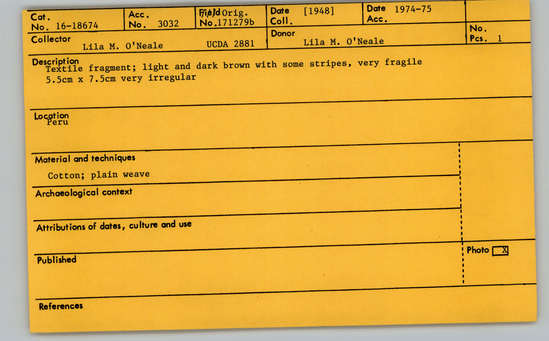 Cat. No. 16-18674 Acc. No. 3032 Field Orig. No. 171279b Date Coll. [1948] Date Acc. 1974-75
Collector Lila M. O'Neale UCDA 2881 Donor Lila M. O'Neale No. Pcs. 1
Description
Textile fragment; light and dark brown with some stripes, very fragile
5.5cm x 7.5cm very irregular
Location
Peru
Material and techniques
Cotton; plain weave
Archaeological context
Attributions of dates, culture and use
Published Photo X
References